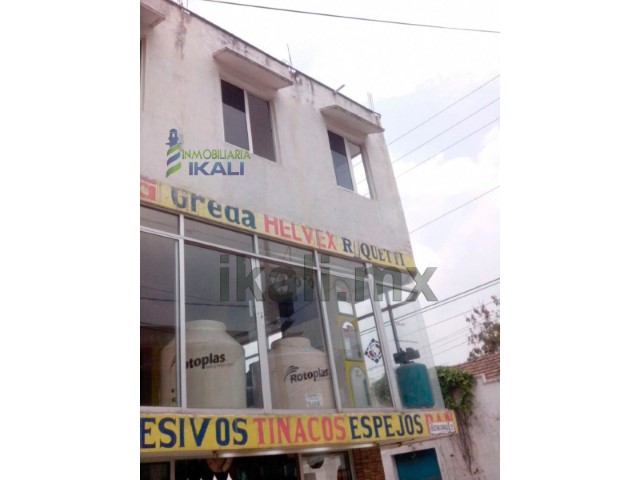 INMOBILIARIA
IKALI
Greda HELVEX
ikali.mx
Rotoplas
Rotoplas
ESIVOS TINACOS ESPEJOS